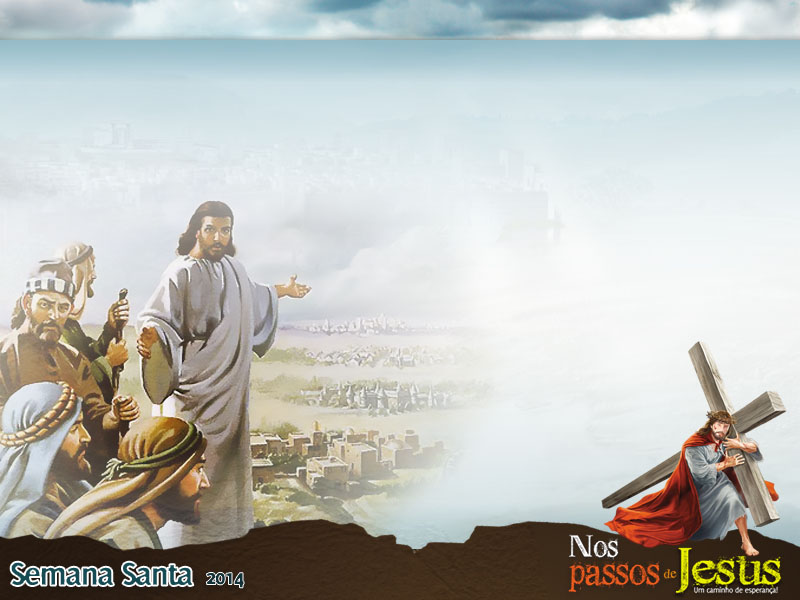 Semana Santa 2014
Nos
passos de Jesus
Um caminho de esperança!